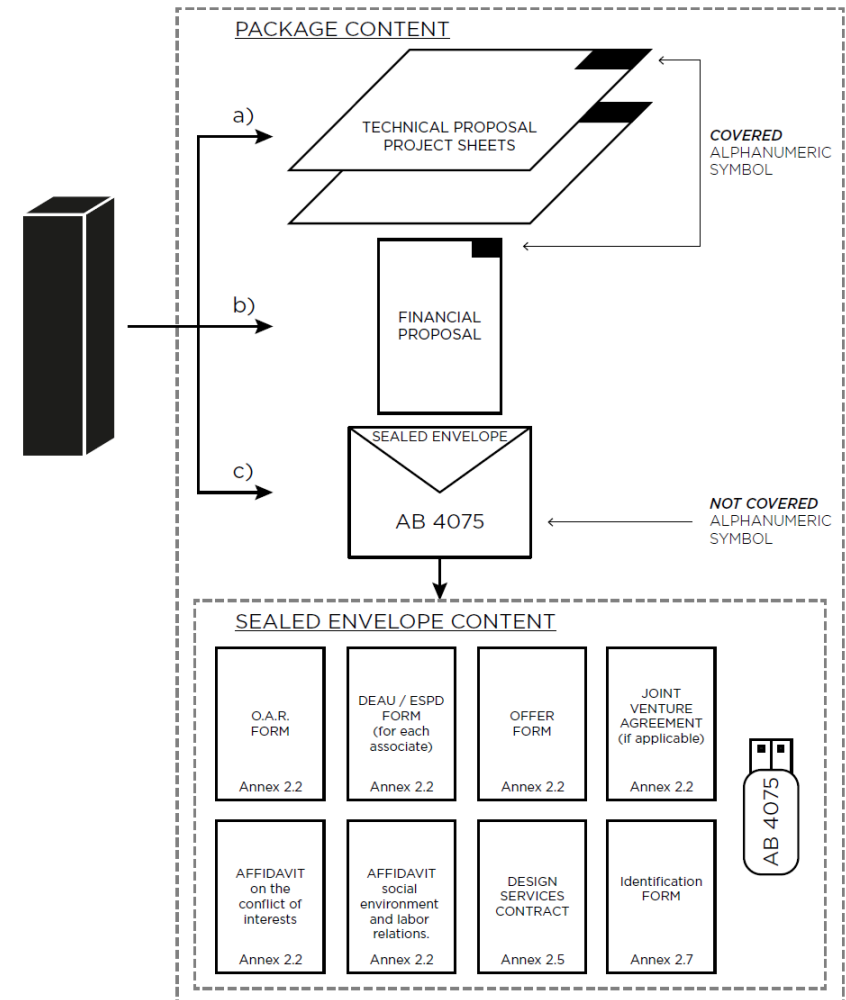 PACKAGE CONTENT
a)
TECHNICAL PROPOSAL
PROJECT SHEETS
COVERED
ALPHANUMERIC
SYMBOL
b)
FINANCIAL
PROPOSAL
c)
SEALED ENVELOPE
AB 4075
NOT COVERED
ALPHANUMERIC
SYMBOL
SEALED ENVELOPE CONTENT
O.A.R.
FORM
Annex 2.2
DEAU / ESPD
FORM
(for each
associate)
Annex 2.2
OFFER
FORM
Annex 2.2
JOINT
VENTURE
AGREEMENT
(if applicable)
Annex 2.2
AB 4075
AFFIDAVIT
on the
conflict of
interests
Annex 2.2
AFFIDAVIT
social
environment
and labor
relations.
Annex 2.2
DESIGN
SERVICES
CONTRACT
Annex 2.5
Identification
FORM
Annex 2.7